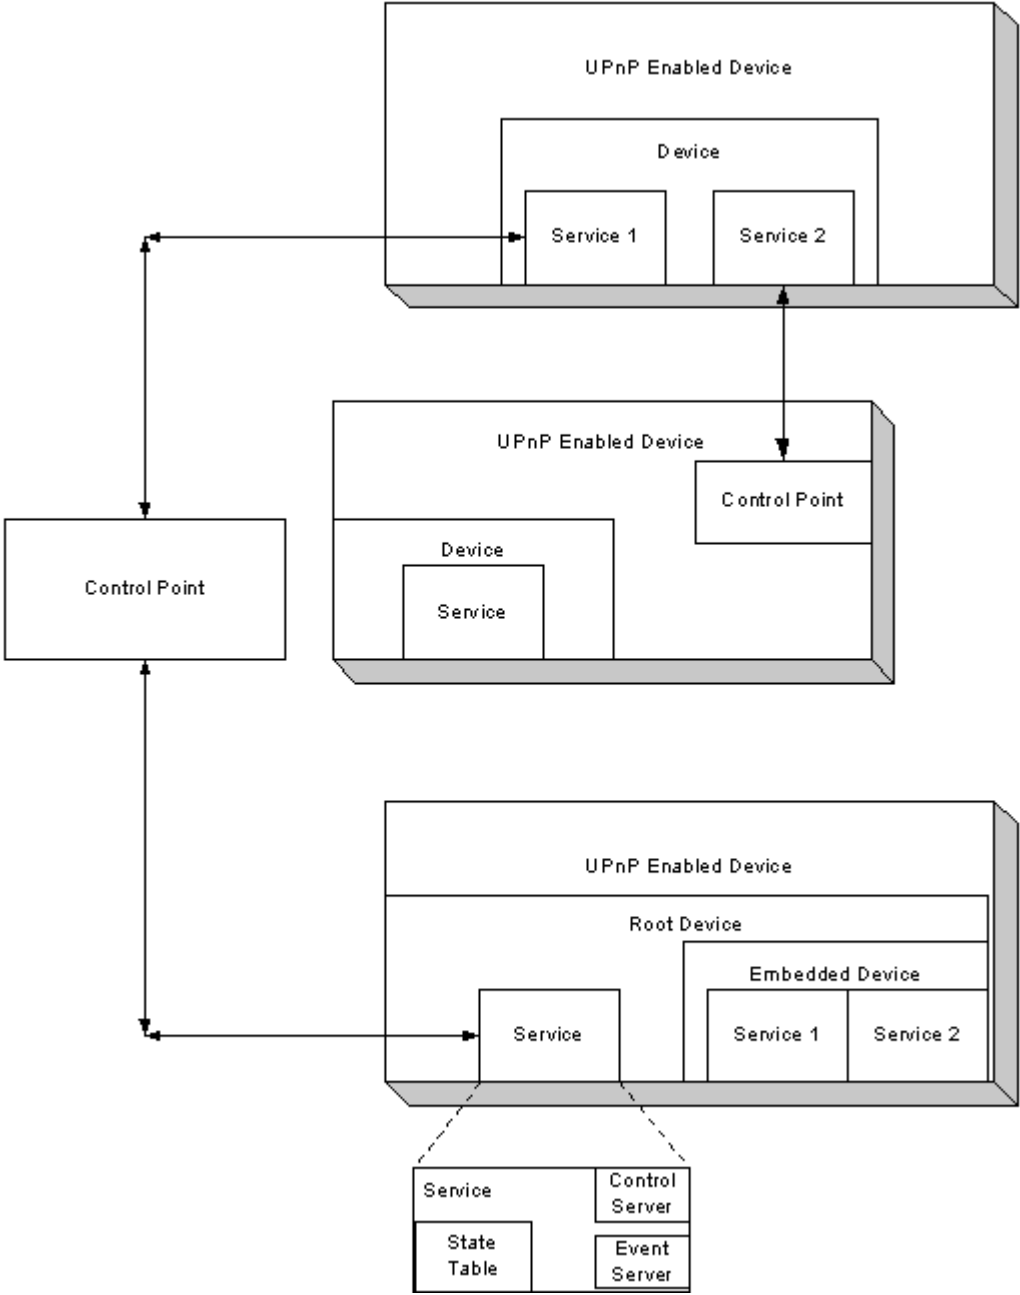 UPnP Enabled Device
Device
Service 1
Service 2
UPnP Enabled Device
Control Point
Device
Service
Control Point
UPnP Enabled Device
Root Device
Embedded Device
Service
Service 1
Service 2
Service
Control
Server
State
Table
Event
Server